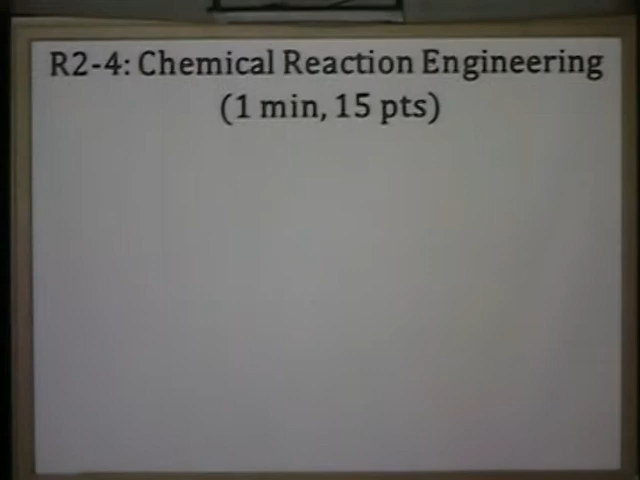 R2-4: Chemical Reaction Engineering
(1 min, 15 pts)